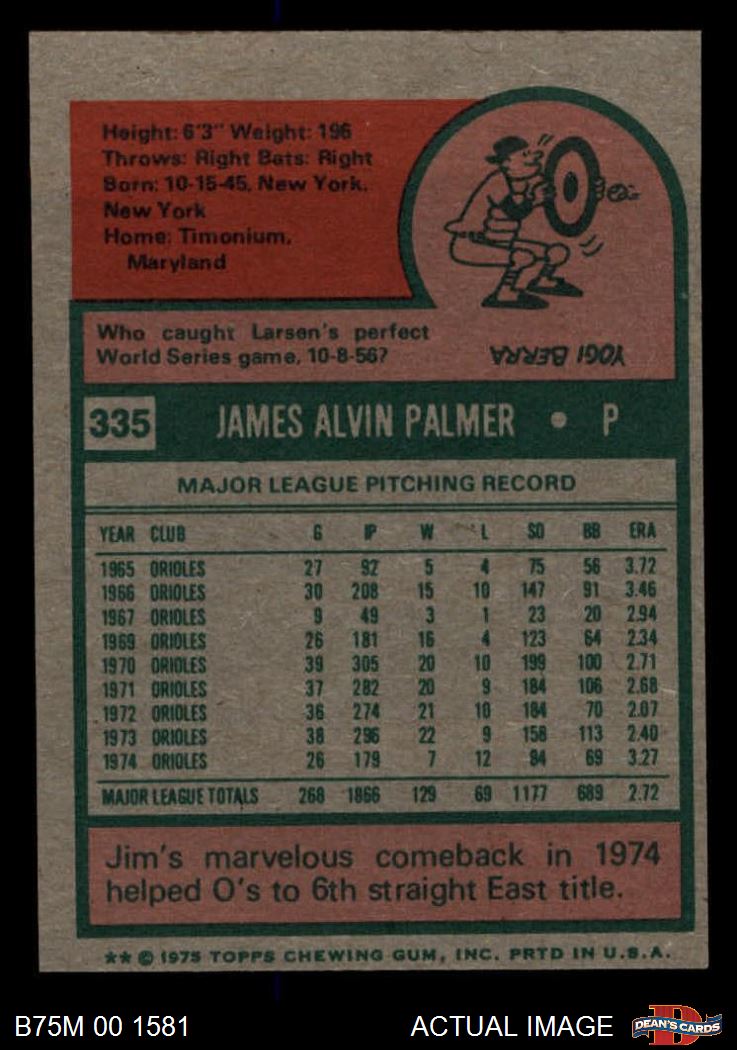 Height: 6'3" Weight: 196
Throws: Right Bats: Right
Born: 10-15-45, New York,
New York
Home: Timonium,
Maryland
Who caught Larsen's perfect
World Series game, 10-8-56?
YOGI BERRA
335 JAMES ALVIN PALMER • P
MAJOR LEAGUE PITCHING RECORD
YEAR CLUB G IP W L SO BB ERA
1965 ORIOLES 27 92 5 4 75 56 3.72
1966 ORIOLES 30 208 15 10 147 91 3.46
1967 ORIOLES 9 49 3 1 23 20 2.94
1969 ORIOLES 26 181 16 4 123 64 2.34
1970 ORIOLES 39 305 20 10 199 100 2.71
1971 ORIOLES 37 282 20 9 184 106 2.68
1972 ORIOLES 36 274 21 10 184 70 2.07
1973 ORIOLES 38 296 22 9 158 113 2.40
1974 ORIOLES 26 179 7 12 84 69 3.27
MAJOR LEAGUE TOTALS 268 1866 129 69 1177 689 2.72
Jim's marvelous comeback in 1974
helped O's to 6th straight East title.
** © 1975 TOPPS CHEWING GUM, INC. PRTD IN U.S.A.
B75M 00 1581 ACTUAL IMAGE DEAN'S CARDS